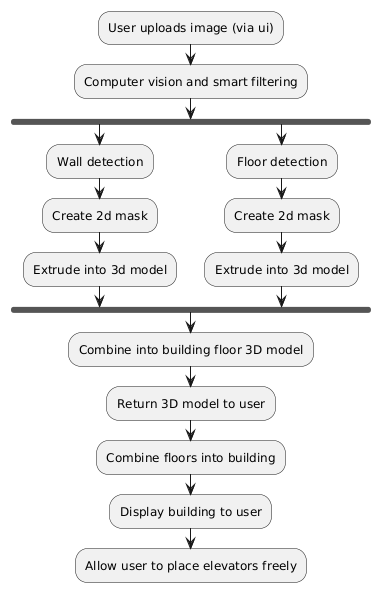 User uploads image (via ui)
Computer vision and smart filtering
Wall detection
Floor detection
Create 2d mask
Create 2d mask
Extrude into 3d model
Extrude into 3d model
Combine into building floor 3D model
Return 3D model to user
Combine floors into building
Display building to user
Allow user to place elevators freely